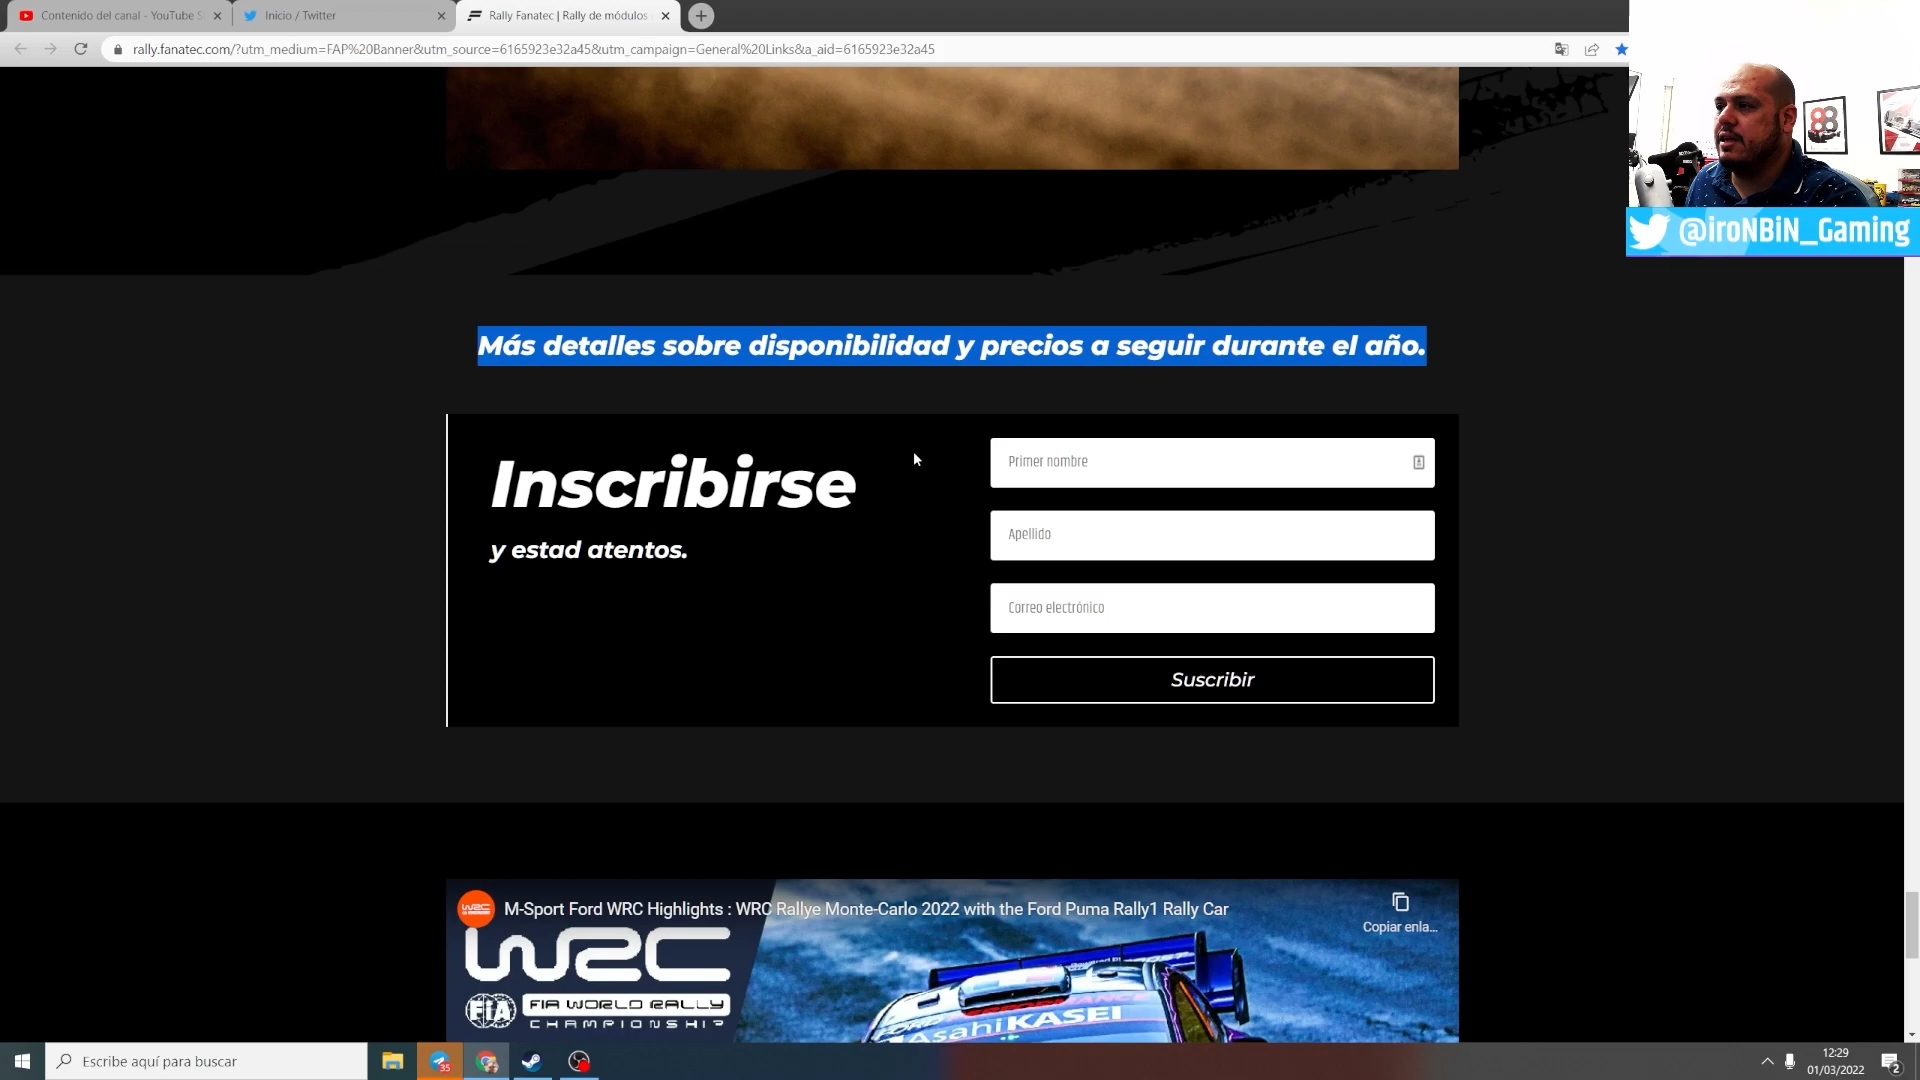 Contenido del canal - YouTube S
Inicio / Twitter
Rally Fanatec | Rally de módulos
rally.fanatec.com/?utm_medium=FAP%20Banner&utm_source=6165923e32a45&utm_campaign=General%20Links&a_aid=6165923e32a45
88
@iroNBiN_Gaming
Más detalles sobre disponibilidad y precios a seguir durante el año.
Inscribirse
y estad atentos.
Primer nombre
Apellido
Correo electrónico
Suscribir
M-Sport Ford WRC Highlights : WRC Rallye Monte-Carlo 2022 with the Ford Puma Rally1 Rally Car
Copiar enla...
WRC
FIA
FIA WORLD RALLY
CHAMPIONSHIP
AsahiKASEI
Escribe aquí para buscar
35
12:29
01/03/2022
2